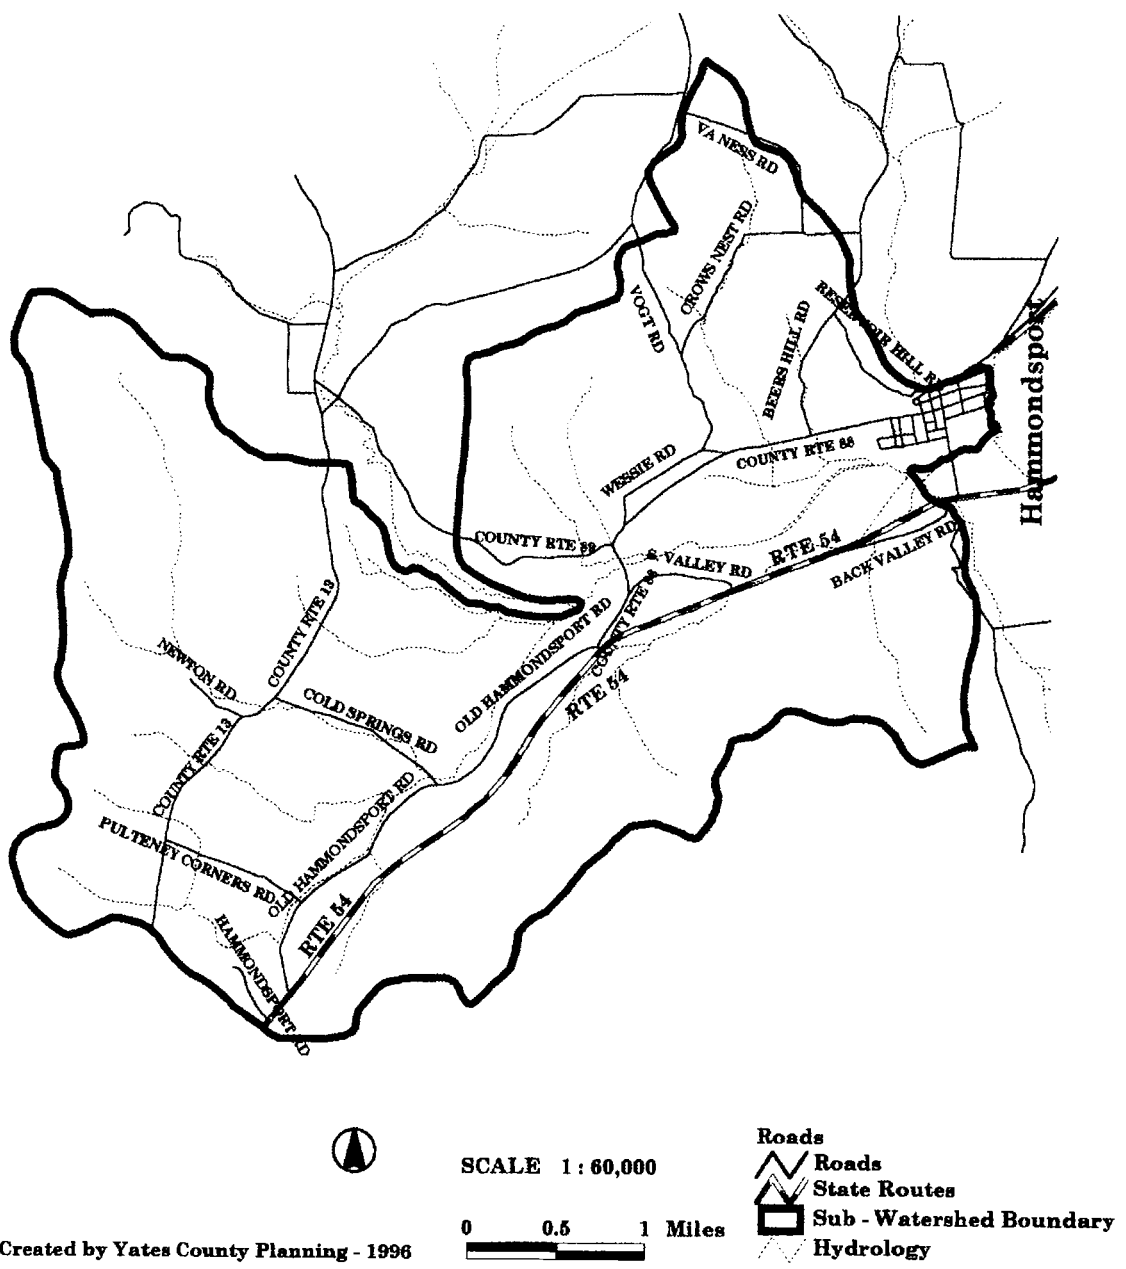 VA NESS RD
CROWS NEST RD
VOGT RD
RESERVOIR HILL RD
BEERS HILL RD
Hammondsport
WESSIE RD
COUNTY RTE 88
COUNTY RTE 89
S. VALLEY RD
RTE 54
BACK VALLEY RD
COUNTY RTE 88
OLD HAMMONDSPORT RD
RTE 54
COUNTY RTE 13
NEWTON RD
COLD SPRINGS RD
COUNTY RTE 13
OLD HAMMONDSPORT RD
PULTENEY CORNERS RD
RTE 54
HAMMONDSPORT RD
SCALE 1 : 60,000
0 0.5 1 Miles
Roads
Roads
State Routes
Sub - Watershed Boundary
Hydrology
Created by Yates County Planning - 1996